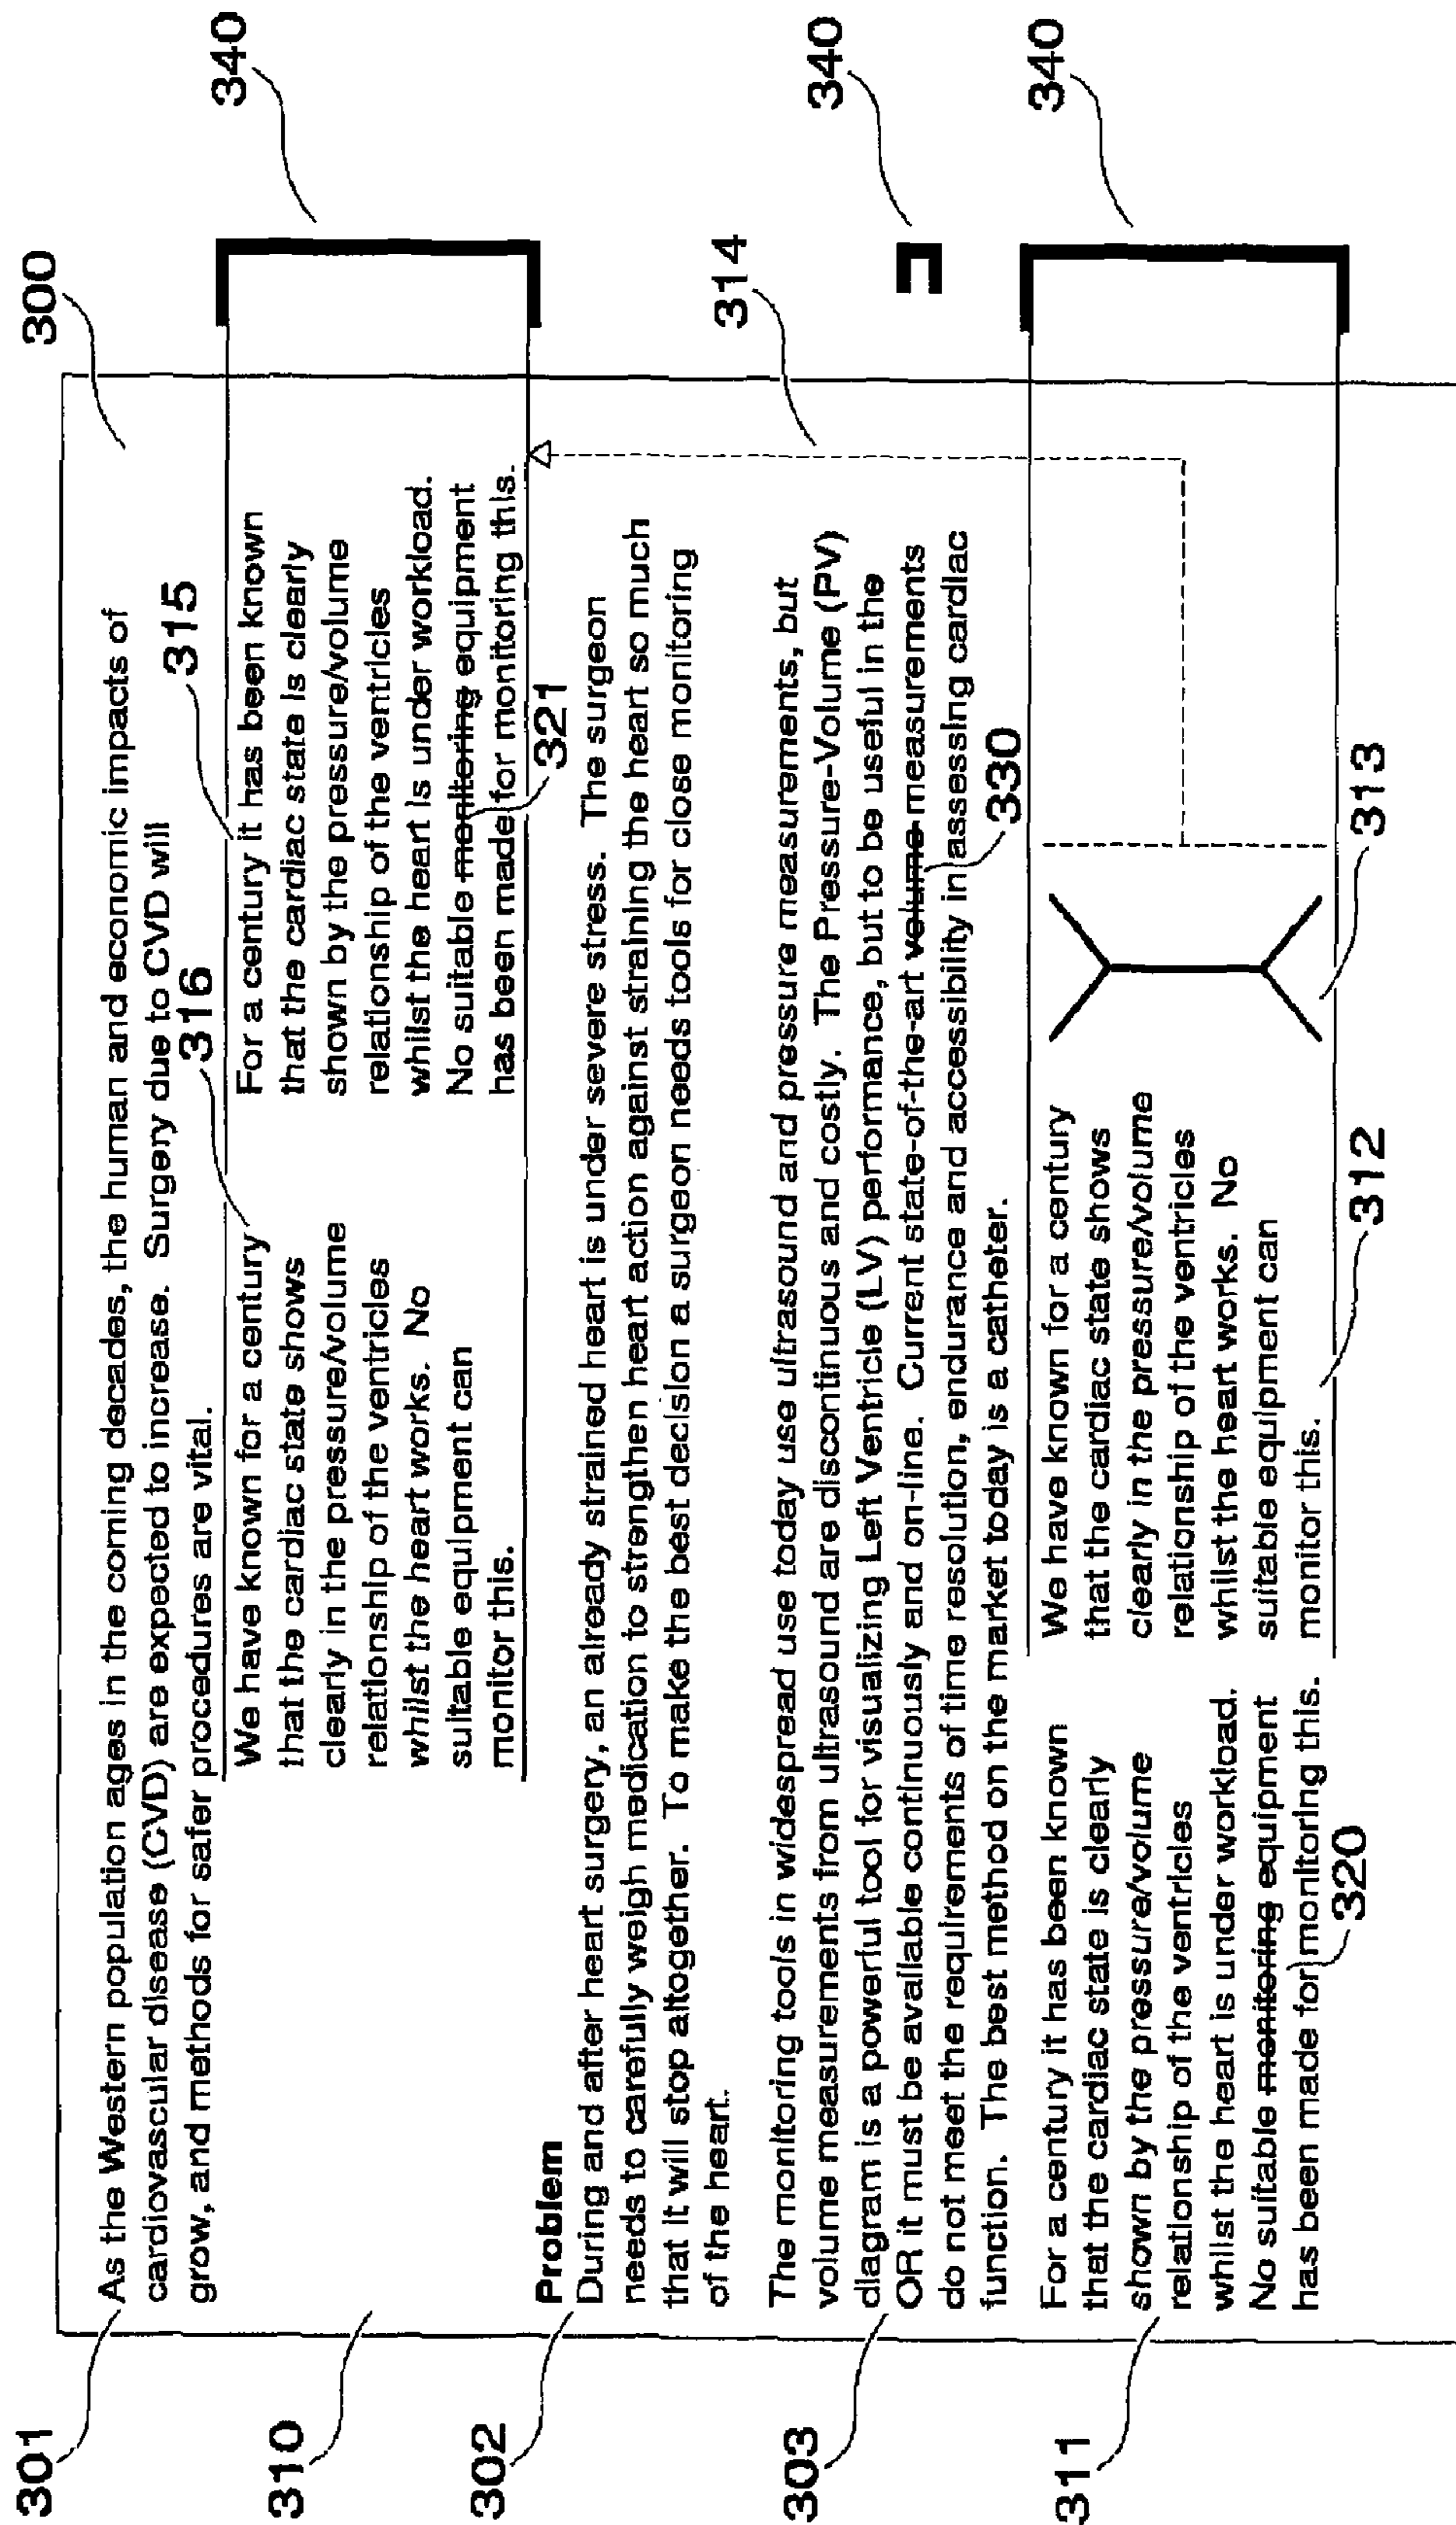 300
340
301
As the Western population ages in the coming decades, the human and economic impacts of
cardiovascular disease (CVD) are expected to increase. Surgery due to CVD will
grow, and methods for safer procedures are vital.
316
315
310
We have known for a century
that the cardiac state shows
clearly in the pressure/volume
relationship of the ventricles
whilst the heart works. No
suitable equipment can
monitor this.
For a century it has been known
that the cardiac state is clearly
shown by the pressure/volume
relationship of the ventricles
whilst the heart is under workload.
No suitable monitoring equipment
has been made for monitoring this.
321
302
Problem
During and after heart surgery, an already strained heart is under severe stress. The surgeon
needs to carefully weigh medication to strengthen heart action against straining the heart so much
that it will stop altogether. To make the best decision a surgeon needs tools for close monitoring
of the heart.
314
340
303
The monitoring tools in widespread use today use ultrasound and pressure measurements, but
volume measurements from ultrasound are discontinuous and costly. The Pressure-Volume (PV)
diagram is a powerful tool for visualizing Left Ventricle (LV) performance, but to be useful in the
OR it must be available continuously and on-line. Current state-of-the-art volume measurements
do not meet the requirements of time resolution, endurance and accessibility in assessing cardiac
function. The best method on the market today is a catheter.
330
340
311
For a century it has been known
that the cardiac state is clearly
shown by the pressure/volume
relationship of the ventricles
whilst the heart is under workload.
No suitable monitoring equipment
has been made for monitoring this.
320
We have known for a century
that the cardiac state shows
clearly in the pressure/volume
relationship of the ventricles
whilst the heart works. No
suitable equipment can
monitor this.
312
313